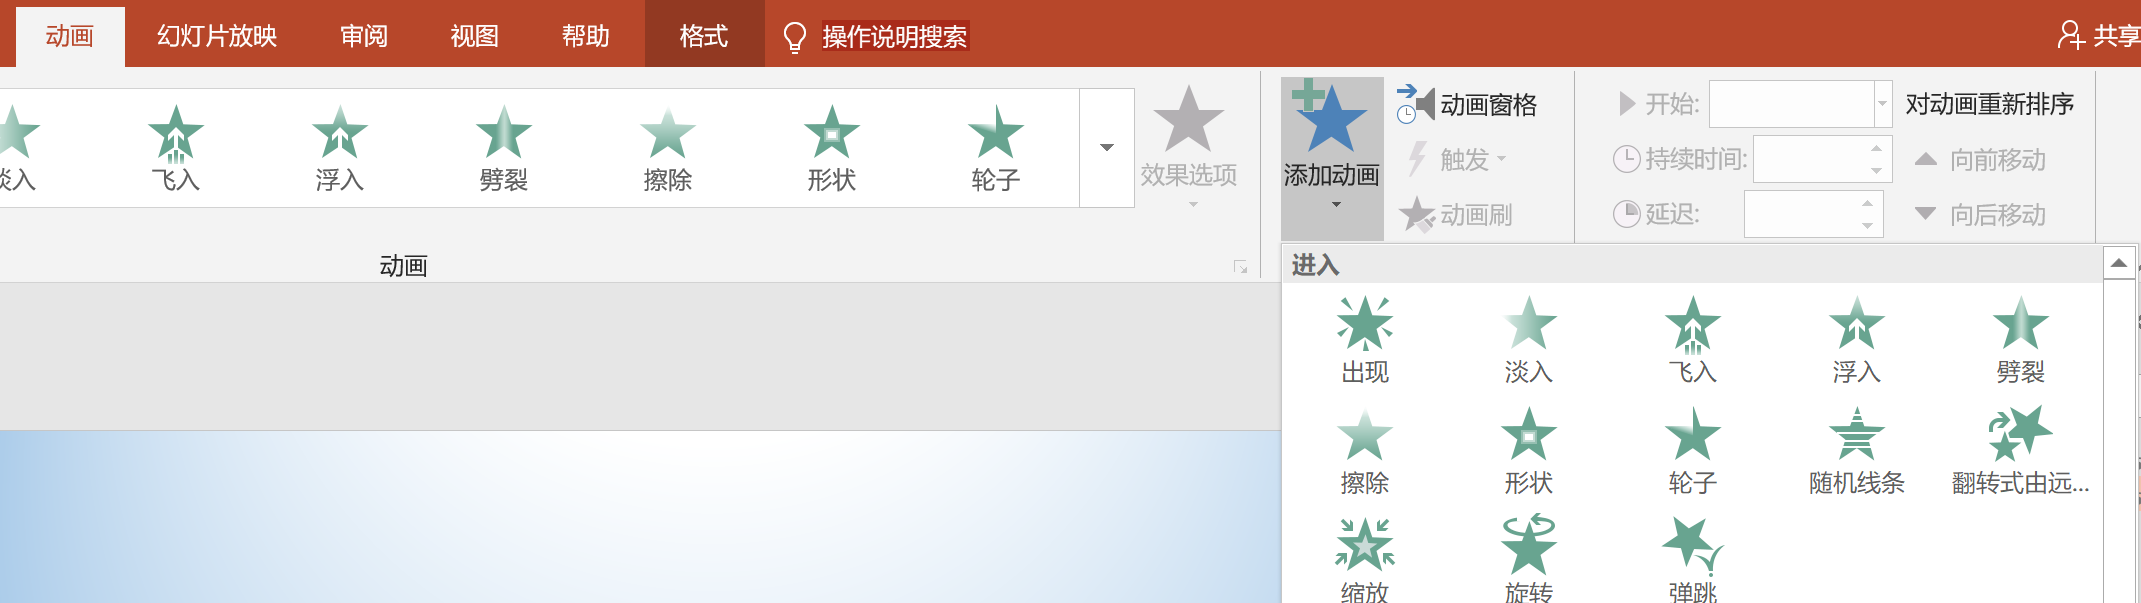 动画 幻灯片放映 审阅 视图 帮助 格式 操作说明搜索 共享
淡入 飞入 浮入 劈裂 擦除 形状 轮子
效果选项
添加动画
动画窗格
触发
动画刷
开始:
持续时间:
延迟:
对动画重新排序
向前移动
向后移动
动画
进入
出现 淡入 飞入 浮入 劈裂
擦除 形状 轮子 随机线条 翻转式由远...
缩放 旋转 弹跳